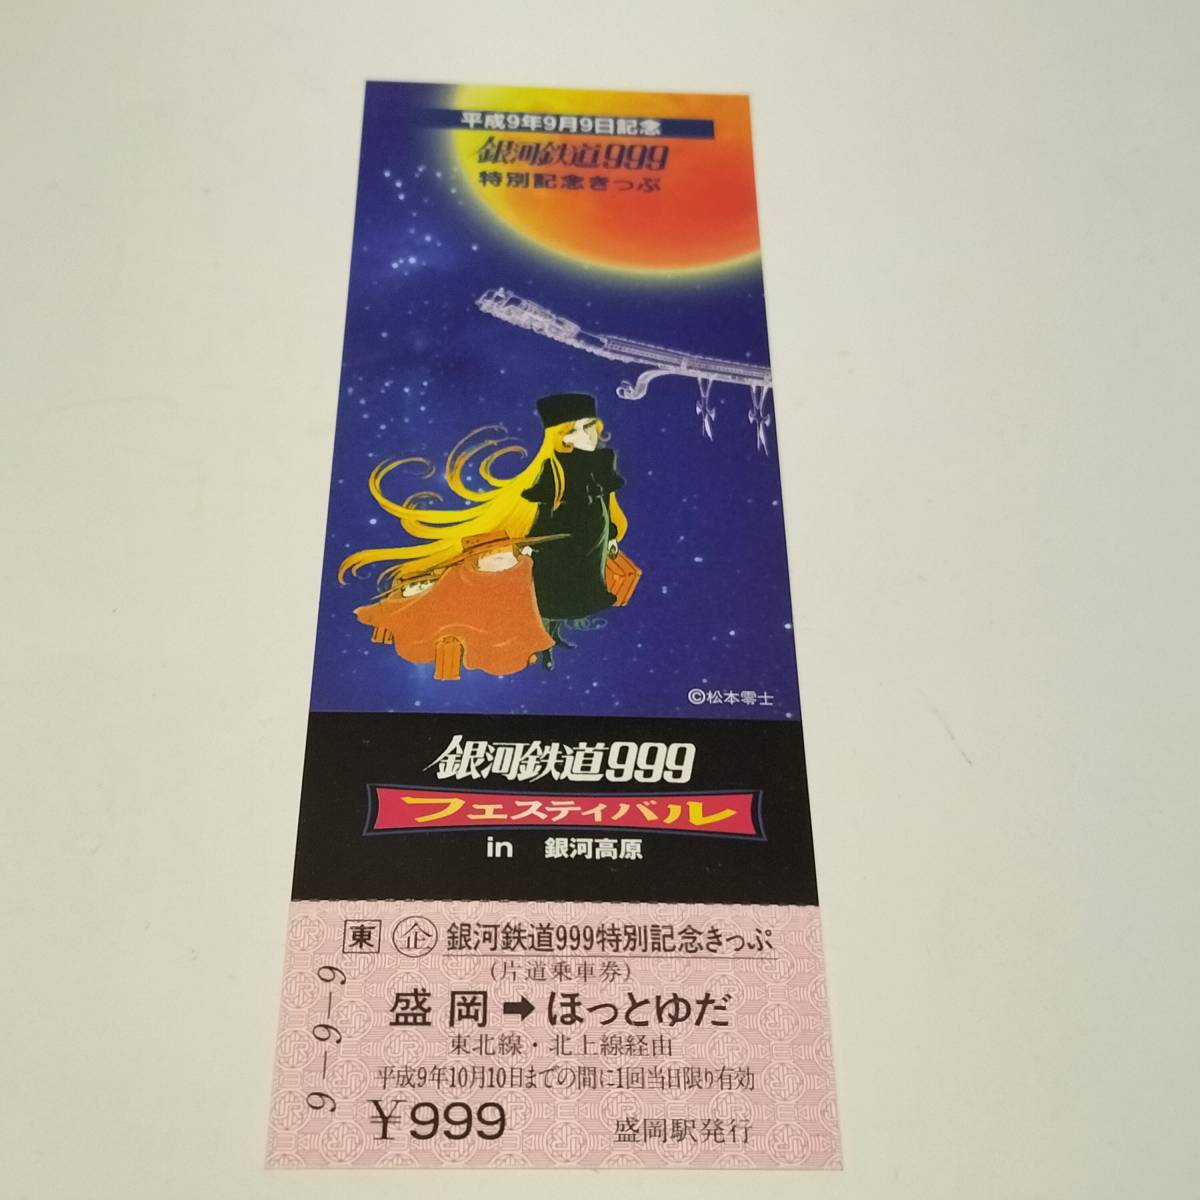 平成9年9月9日記念
銀河鉄道999
特別記念きっぷ
©松本零士
銀河鉄道999
フェスティバル
in 銀河高原
東 企 銀河鉄道999特別記念きっぷ
(片道乗車券)
盛岡➡ほっとゆだ
東北線・北上線経由
平成9年10月10日までの間に1回当日限り有効
¥999 盛岡駅発行
9－9－9